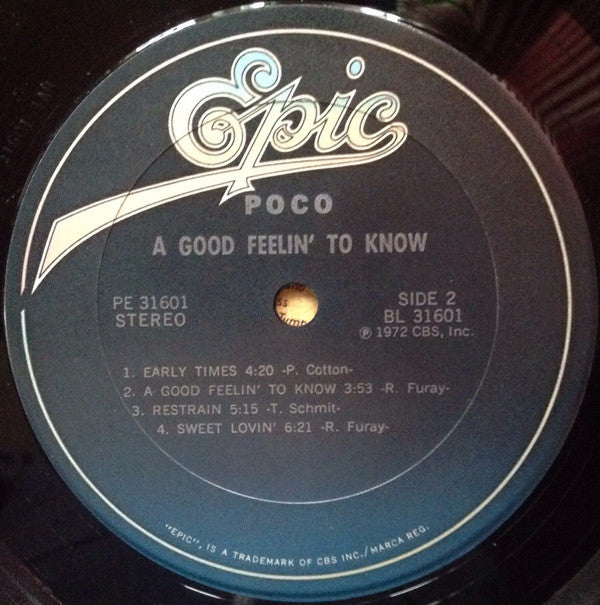 Epic
POCO
A GOOD FEELIN' TO KNOW
PE 31601
STEREO
SIDE 2
BL 31601
℗ 1972 CBS, Inc.
1. EARLY TIMES 4:20 -P. Cotton-
2. A GOOD FEELIN' TO KNOW 3:53 -R. Furay-
3. RESTRAIN 5:15 -T. Schmit-
4. SWEET LOVIN' 6:21 -R. Furay-
"EPIC", IS A TRADEMARK OF CBS INC./MARCA REG.